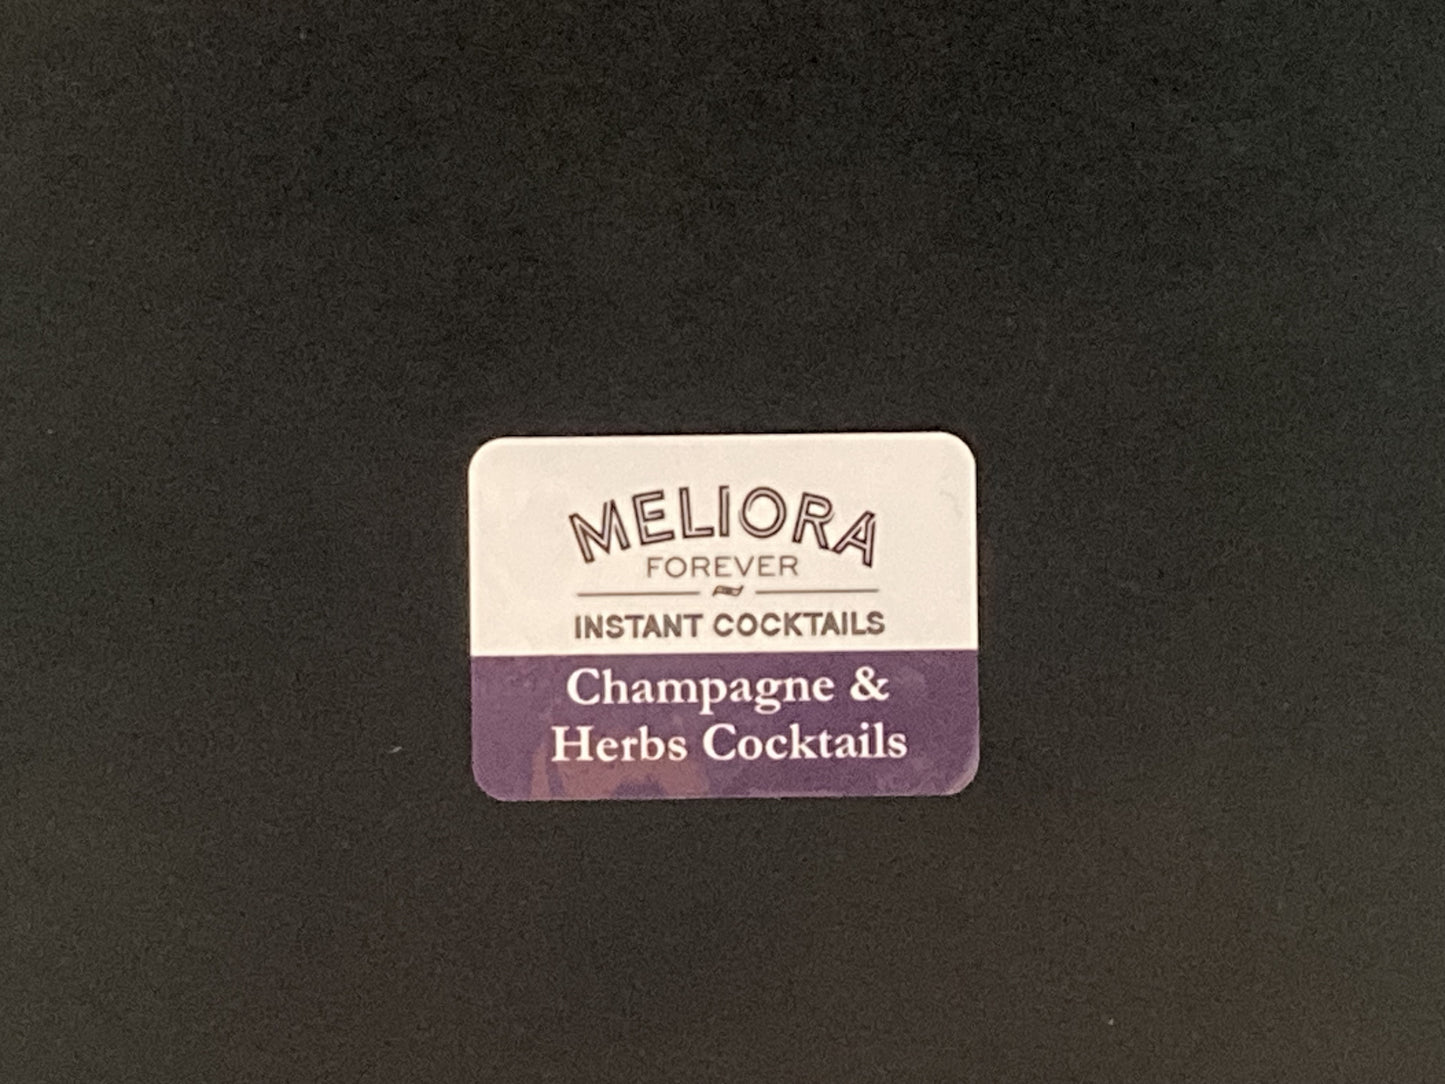 MELIORA
FOREVER
INSTANT COCKTAILS
Champagne &
Herbs Cocktails